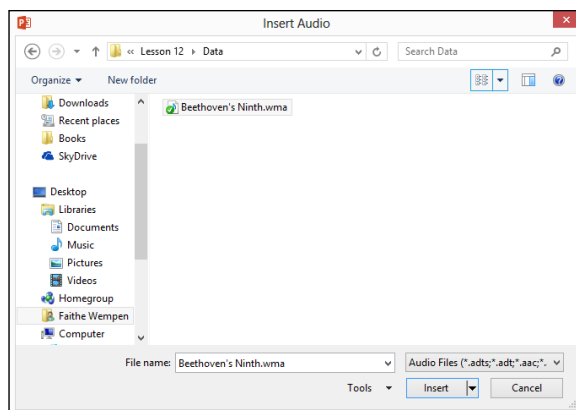 Insert Audio
« Lesson 12 Data
Search Data
Organize
New folder
Downloads
Recent places
Books
SkyDrive
Desktop
Libraries
Documents
Music
Pictures
Videos
Homegroup
Faithe Wempen
Computer
Beethoven's Ninth.wma
File name: Beethoven's Ninth.wma
Audio Files (*.adts;*.adt;*.aac;*.
Tools Insert Cancel